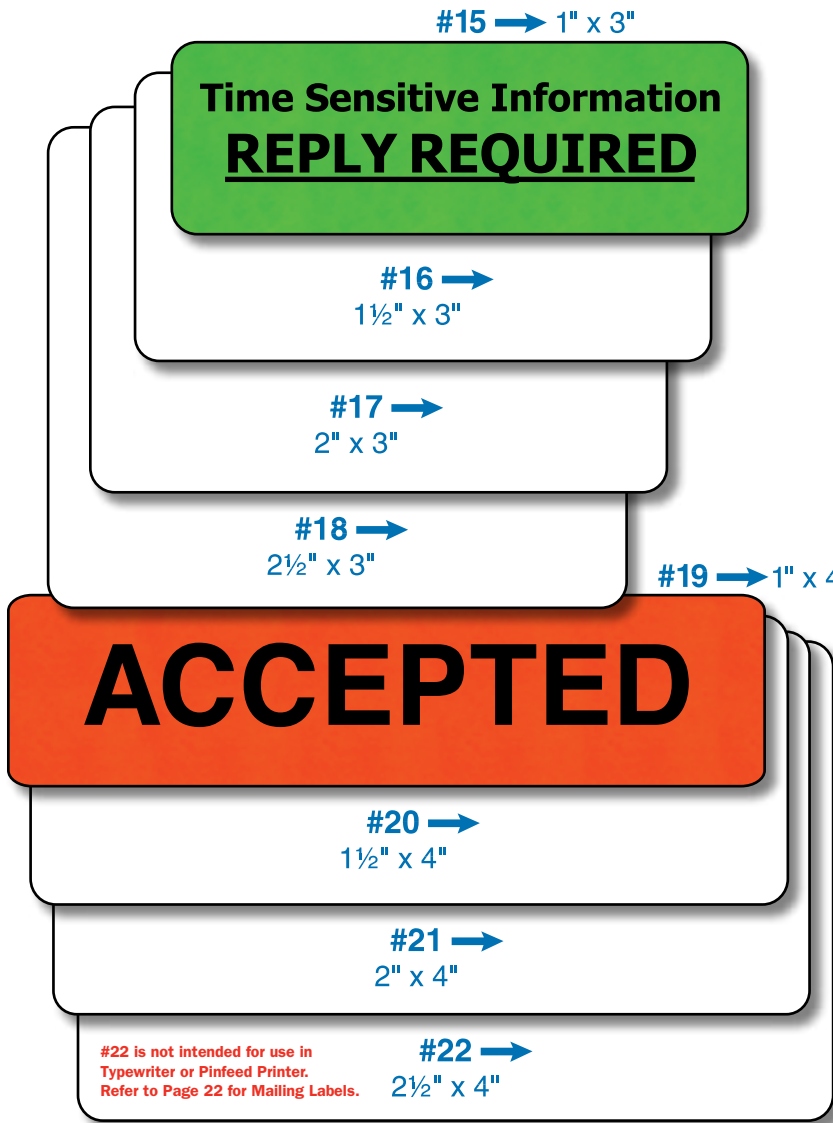 #15 → 1" x 3"
Time Sensitive Information
REPLY REQUIRED
#16 →
1½" x 3"
#17 →
2" x 3"
#18 →
2½" x 3"
#19 → 1" x 4
ACCEPTED
#20 →
1½" x 4"
#21 →
2" x 4"
#22 →
2½" x 4"
#22 is not intended for use in
Typewriter or Pinfeed Printer.
Refer to Page 22 for Mailing Labels.